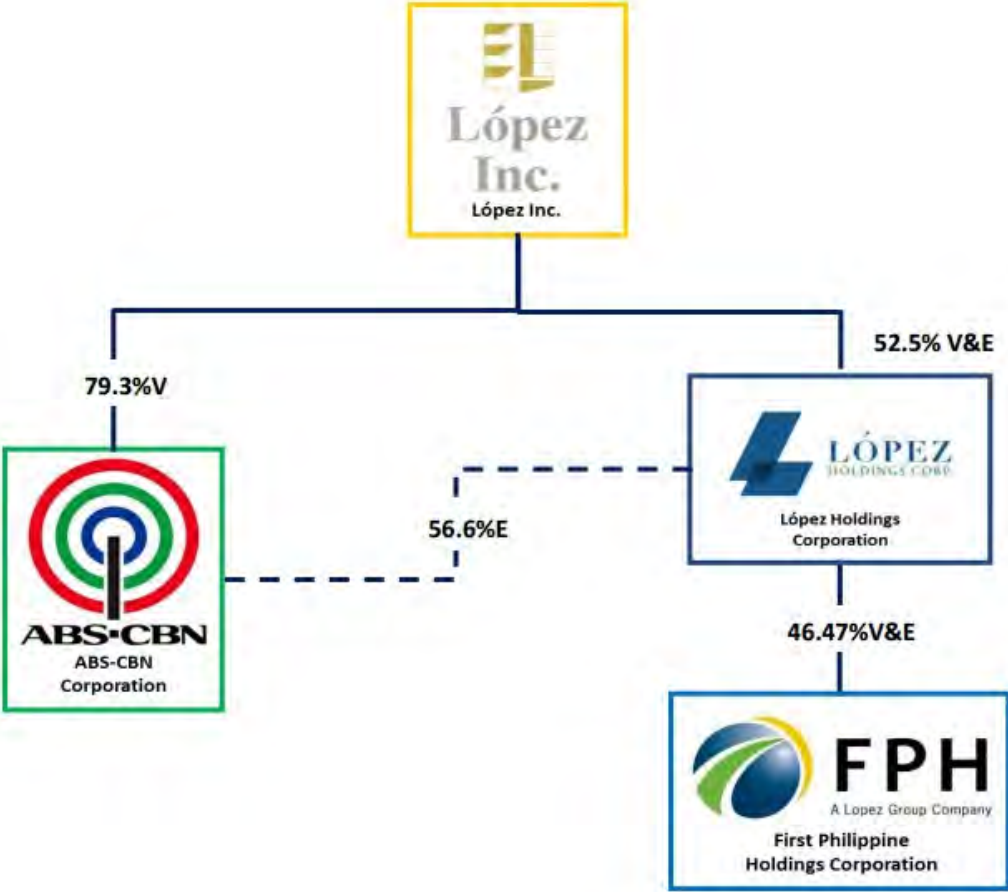 López
Inc.
López Inc.
52.5% V&E
79.3%V
LÓPEZ
HOLDINGS CORP.
López Holdings
Corporation
56.6%E
ABS-CBN
ABS-CBN
Corporation
46.47%V&E
FPH
A Lopez Group Company
First Philippine
Holdings Corporation